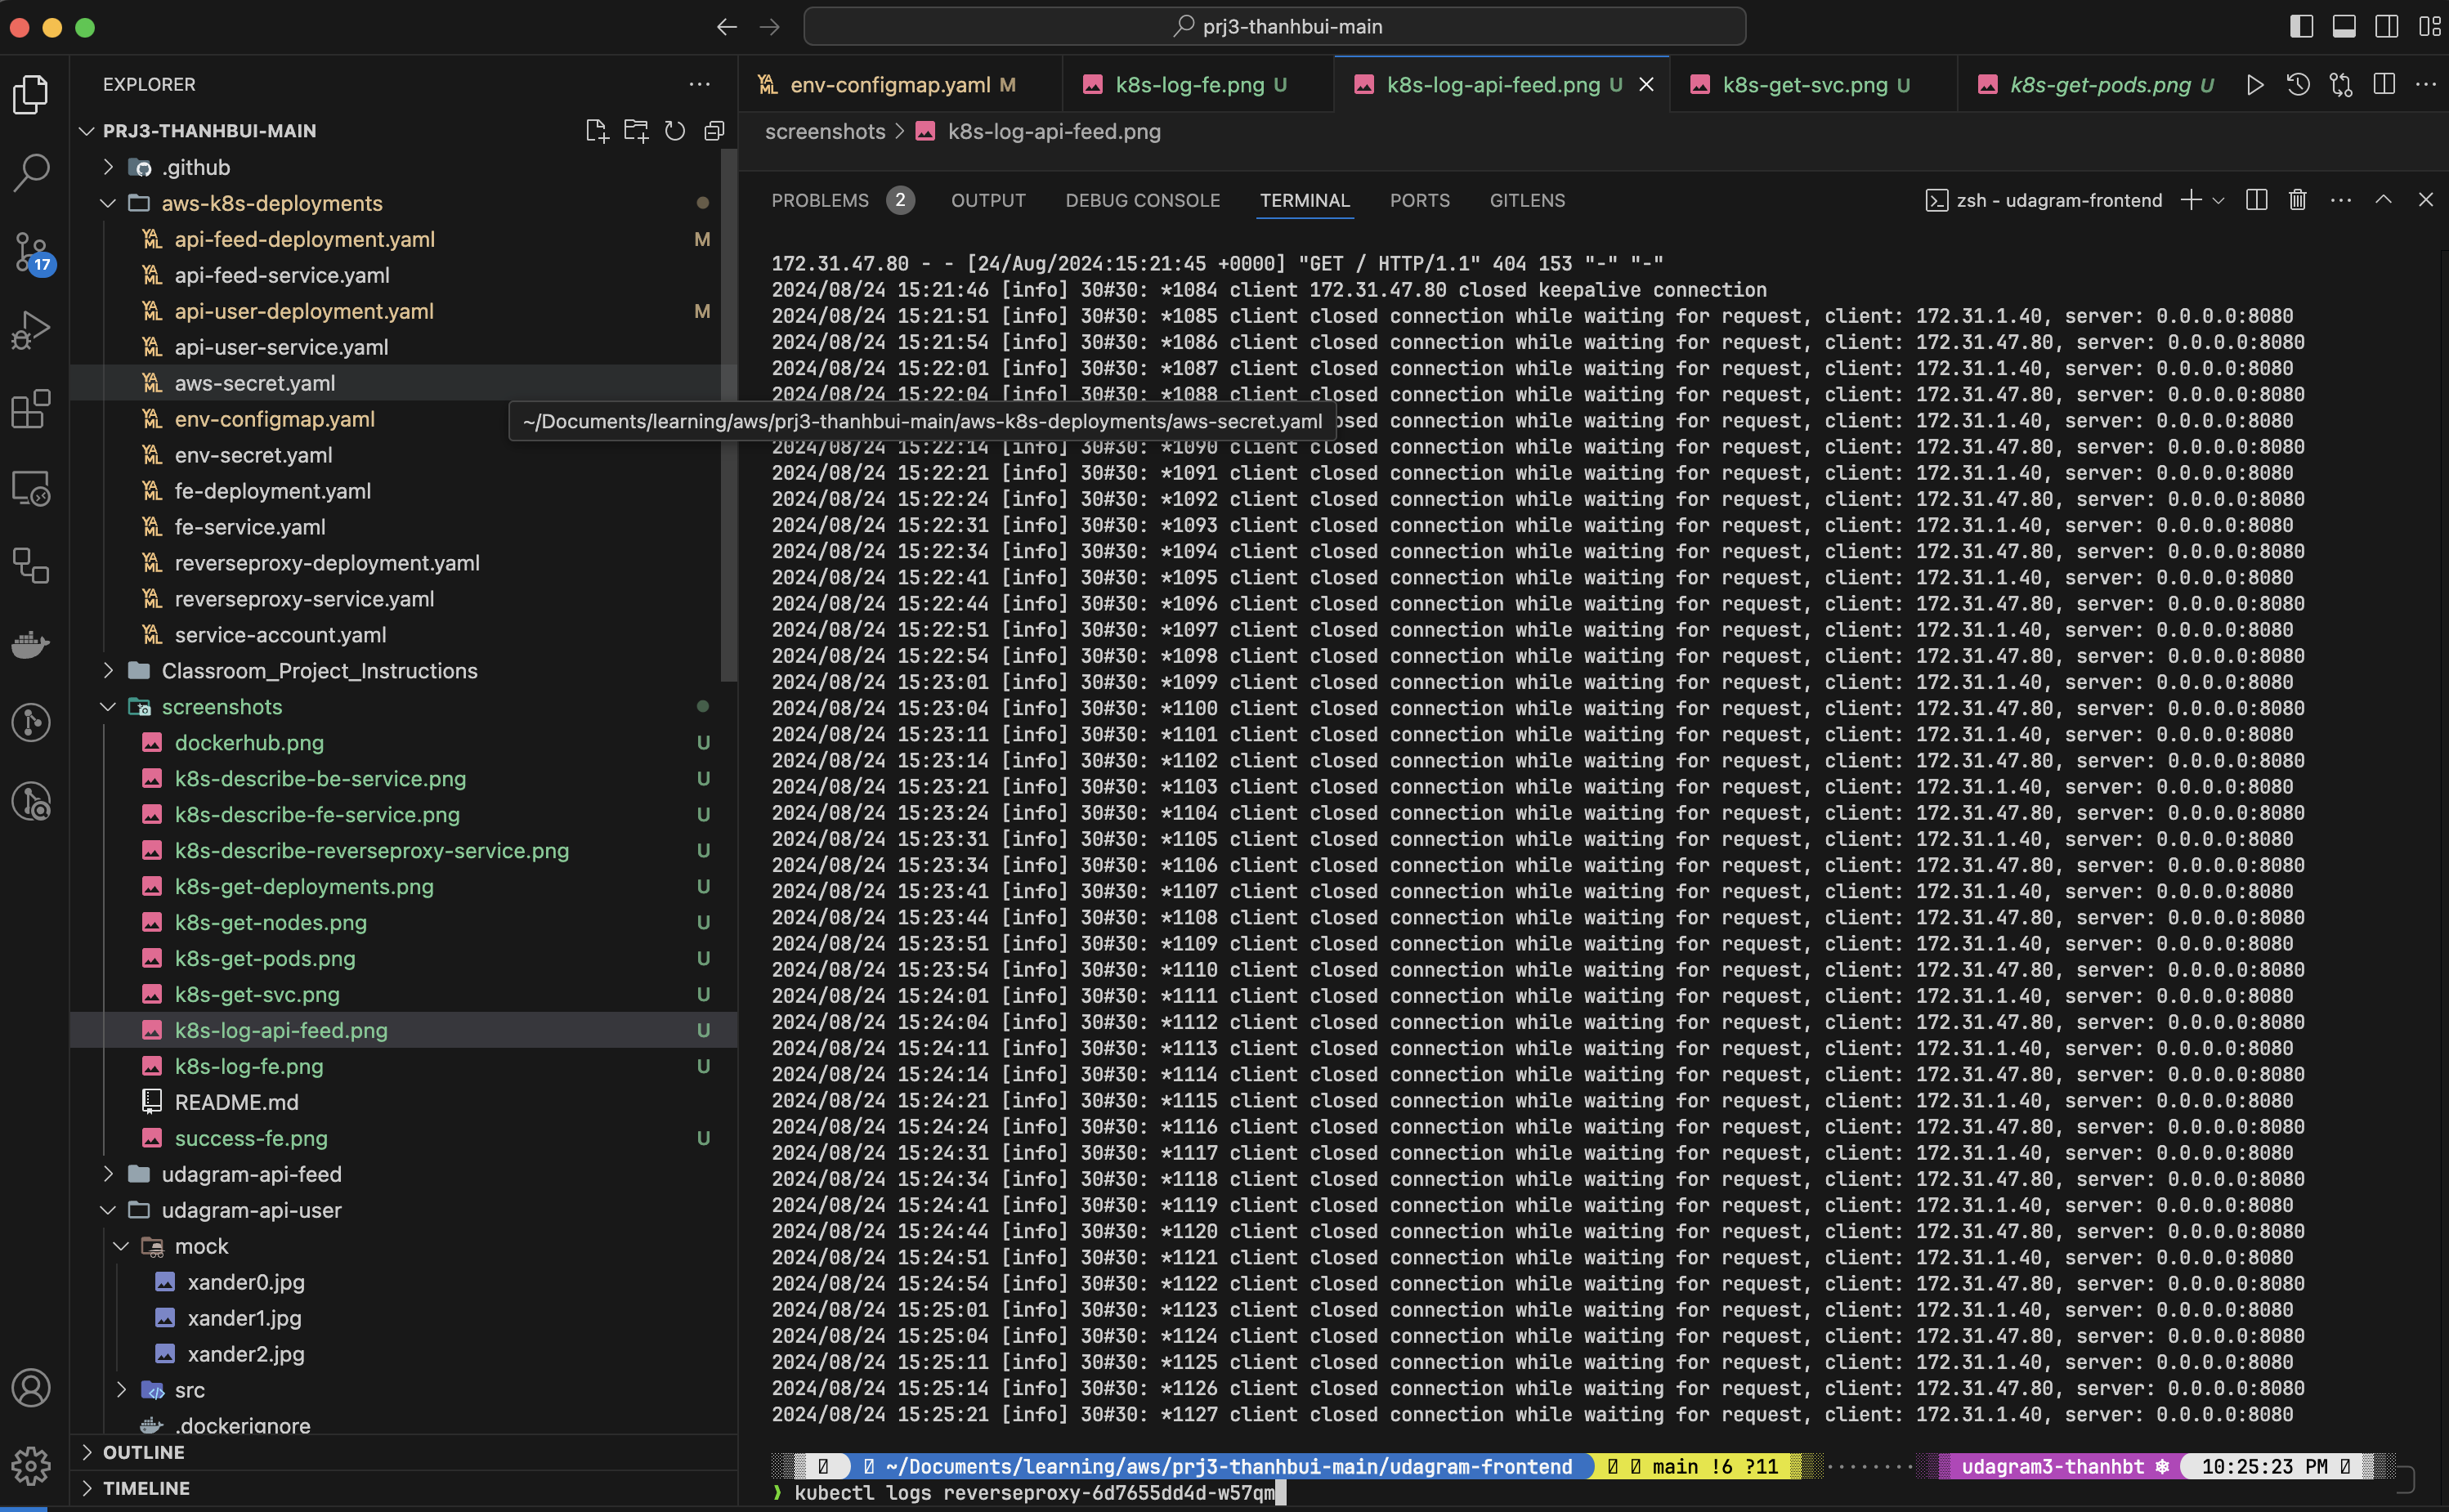 prj3-thanhbui-main
EXPLORER
PRJ3-THANHBUI-MAIN
.github
aws-k8s-deployments
api-feed-deployment.yaml M
api-feed-service.yaml
api-user-deployment.yaml M
api-user-service.yaml
aws-secret.yaml
env-configmap.yaml
env-secret.yaml
fe-deployment.yaml
fe-service.yaml
reverseproxy-deployment.yaml
reverseproxy-service.yaml
service-account.yaml
Classroom_Project_Instructions
screenshots
dockerhub.png U
k8s-describe-be-service.png U
k8s-describe-fe-service.png U
k8s-describe-reverseproxy-service.png U
k8s-get-deployments.png U
k8s-get-nodes.png U
k8s-get-pods.png U
k8s-get-svc.png U
k8s-log-api-feed.png U
k8s-log-fe.png U
README.md
success-fe.png U
udagram-api-feed
udagram-api-user
mock
xander0.jpg
xander1.jpg
xander2.jpg
src
.dockerignore
OUTLINE
TIMELINE
17
env-configmap.yaml M
k8s-log-fe.png U
k8s-log-api-feed.png U
k8s-get-svc.png U
k8s-get-pods.png U
screenshots > k8s-log-api-feed.png
PROBLEMS 2 OUTPUT DEBUG CONSOLE TERMINAL PORTS GITLENS
zsh - udagram-frontend
172.31.47.80 - - [24/Aug/2024:15:21:45 +0000] "GET / HTTP/1.1" 404 153 "-" "-"
2024/08/24 15:21:46 [info] 30#30: *1084 client 172.31.47.80 closed keepalive connection
2024/08/24 15:21:51 [info] 30#30: *1085 client closed connection while waiting for request, client: 172.31.1.40, server: 0.0.0.0:8080
2024/08/24 15:21:54 [info] 30#30: *1086 client closed connection while waiting for request, client: 172.31.47.80, server: 0.0.0.0:8080
2024/08/24 15:22:01 [info] 30#30: *1087 client closed connection while waiting for request, client: 172.31.1.40, server: 0.0.0.0:8080
2024/08/24 15:22:04 [info] 30#30: *1088 client closed connection while waiting for request, client: 172.31.47.80, server: 0.0.0.0:8080
~/Documents/learning/aws/prj3-thanhbui-main/aws-k8s-deployments/aws-secret.yaml
connection while waiting for request, client: 172.31.1.40, server: 0.0.0.0:8080
2024/08/24 15:22:14 [info] 30#30: *1090 client closed connection while waiting for request, client: 172.31.47.80, server: 0.0.0.0:8080
2024/08/24 15:22:21 [info] 30#30: *1091 client closed connection while waiting for request, client: 172.31.1.40, server: 0.0.0.0:8080
2024/08/24 15:22:24 [info] 30#30: *1092 client closed connection while waiting for request, client: 172.31.47.80, server: 0.0.0.0:8080
2024/08/24 15:22:31 [info] 30#30: *1093 client closed connection while waiting for request, client: 172.31.1.40, server: 0.0.0.0:8080
2024/08/24 15:22:34 [info] 30#30: *1094 client closed connection while waiting for request, client: 172.31.47.80, server: 0.0.0.0:8080
2024/08/24 15:22:41 [info] 30#30: *1095 client closed connection while waiting for request, client: 172.31.1.40, server: 0.0.0.0:8080
2024/08/24 15:22:44 [info] 30#30: *1096 client closed connection while waiting for request, client: 172.31.47.80, server: 0.0.0.0:8080
2024/08/24 15:22:51 [info] 30#30: *1097 client closed connection while waiting for request, client: 172.31.1.40, server: 0.0.0.0:8080
2024/08/24 15:22:54 [info] 30#30: *1098 client closed connection while waiting for request, client: 172.31.47.80, server: 0.0.0.0:8080
2024/08/24 15:23:01 [info] 30#30: *1099 client closed connection while waiting for request, client: 172.31.1.40, server: 0.0.0.0:8080
2024/08/24 15:23:04 [info] 30#30: *1100 client closed connection while waiting for request, client: 172.31.47.80, server: 0.0.0.0:8080
2024/08/24 15:23:11 [info] 30#30: *1101 client closed connection while waiting for request, client: 172.31.1.40, server: 0.0.0.0:8080
2024/08/24 15:23:14 [info] 30#30: *1102 client closed connection while waiting for request, client: 172.31.47.80, server: 0.0.0.0:8080
2024/08/24 15:23:21 [info] 30#30: *1103 client closed connection while waiting for request, client: 172.31.1.40, server: 0.0.0.0:8080
2024/08/24 15:23:24 [info] 30#30: *1104 client closed connection while waiting for request, client: 172.31.47.80, server: 0.0.0.0:8080
2024/08/24 15:23:31 [info] 30#30: *1105 client closed connection while waiting for request, client: 172.31.1.40, server: 0.0.0.0:8080
2024/08/24 15:23:34 [info] 30#30: *1106 client closed connection while waiting for request, client: 172.31.47.80, server: 0.0.0.0:8080
2024/08/24 15:23:41 [info] 30#30: *1107 client closed connection while waiting for request, client: 172.31.1.40, server: 0.0.0.0:8080
2024/08/24 15:23:44 [info] 30#30: *1108 client closed connection while waiting for request, client: 172.31.47.80, server: 0.0.0.0:8080
2024/08/24 15:23:51 [info] 30#30: *1109 client closed connection while waiting for request, client: 172.31.1.40, server: 0.0.0.0:8080
2024/08/24 15:23:54 [info] 30#30: *1110 client closed connection while waiting for request, client: 172.31.47.80, server: 0.0.0.0:8080
2024/08/24 15:24:01 [info] 30#30: *1111 client closed connection while waiting for request, client: 172.31.1.40, server: 0.0.0.0:8080
2024/08/24 15:24:04 [info] 30#30: *1112 client closed connection while waiting for request, client: 172.31.47.80, server: 0.0.0.0:8080
2024/08/24 15:24:11 [info] 30#30: *1113 client closed connection while waiting for request, client: 172.31.1.40, server: 0.0.0.0:8080
2024/08/24 15:24:14 [info] 30#30: *1114 client closed connection while waiting for request, client: 172.31.47.80, server: 0.0.0.0:8080
2024/08/24 15:24:21 [info] 30#30: *1115 client closed connection while waiting for request, client: 172.31.1.40, server: 0.0.0.0:8080
2024/08/24 15:24:24 [info] 30#30: *1116 client closed connection while waiting for request, client: 172.31.47.80, server: 0.0.0.0:8080
2024/08/24 15:24:31 [info] 30#30: *1117 client closed connection while waiting for request, client: 172.31.1.40, server: 0.0.0.0:8080
2024/08/24 15:24:34 [info] 30#30: *1118 client closed connection while waiting for request, client: 172.31.47.80, server: 0.0.0.0:8080
2024/08/24 15:24:41 [info] 30#30: *1119 client closed connection while waiting for request, client: 172.31.1.40, server: 0.0.0.0:8080
2024/08/24 15:24:44 [info] 30#30: *1120 client closed connection while waiting for request, client: 172.31.47.80, server: 0.0.0.0:8080
2024/08/24 15:24:51 [info] 30#30: *1121 client closed connection while waiting for request, client: 172.31.1.40, server: 0.0.0.0:8080
2024/08/24 15:24:54 [info] 30#30: *1122 client closed connection while waiting for request, client: 172.31.47.80, server: 0.0.0.0:8080
2024/08/24 15:25:01 [info] 30#30: *1123 client closed connection while waiting for request, client: 172.31.1.40, server: 0.0.0.0:8080
2024/08/24 15:25:04 [info] 30#30: *1124 client closed connection while waiting for request, client: 172.31.47.80, server: 0.0.0.0:8080
2024/08/24 15:25:11 [info] 30#30: *1125 client closed connection while waiting for request, client: 172.31.1.40, server: 0.0.0.0:8080
2024/08/24 15:25:14 [info] 30#30: *1126 client closed connection while waiting for request, client: 172.31.47.80, server: 0.0.0.0:8080
2024/08/24 15:25:21 [info] 30#30: *1127 client closed connection while waiting for request, client: 172.31.1.40, server: 0.0.0.0:8080
~/Documents/learning/aws/prj3-thanhbui-main/udagram-frontend main !6 ?11 udagram3-thanhbt ⎈ 10:25:23 PM
❯ kubectl logs reverseproxy-6d7655dd4d-w57qm